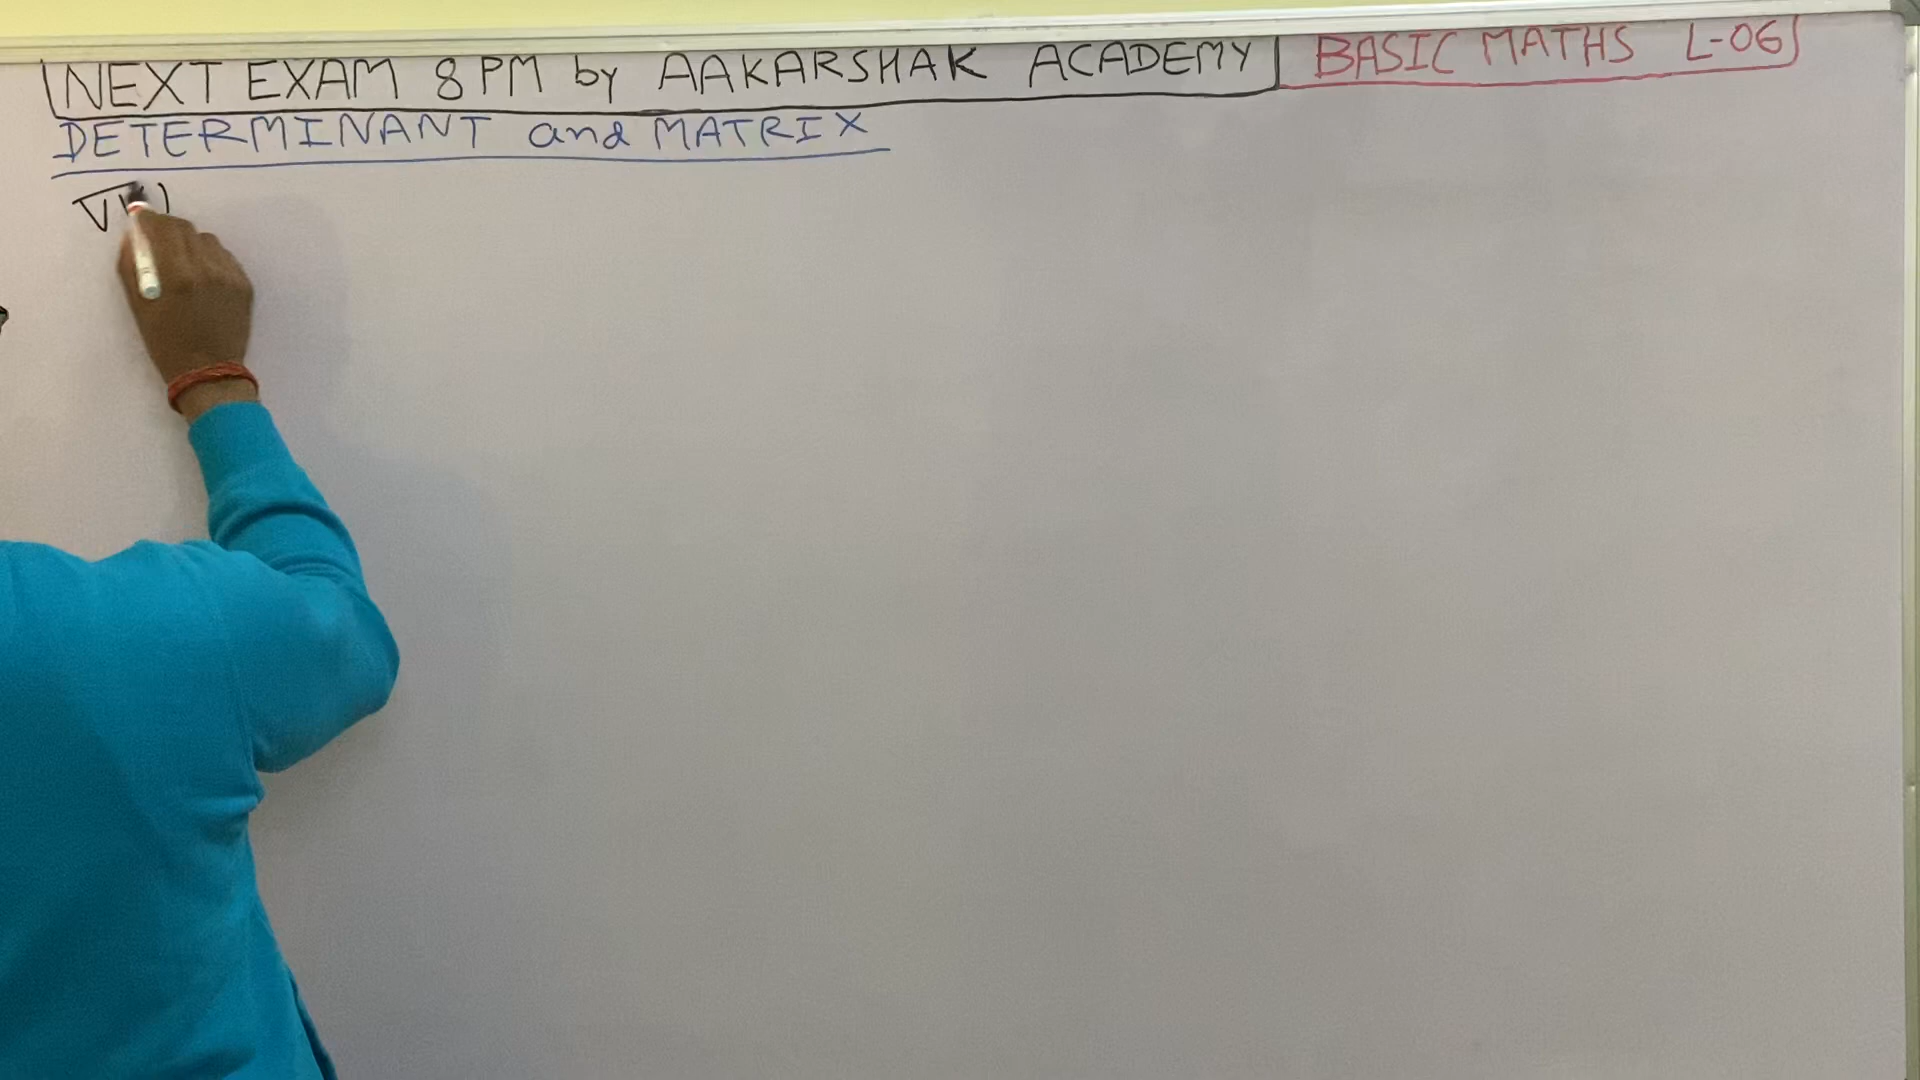 NEXT EXAM 8 PM by AAKARSHAK ACADEMY BASIC MATHS L-06
DETERMINANT and MATRIX